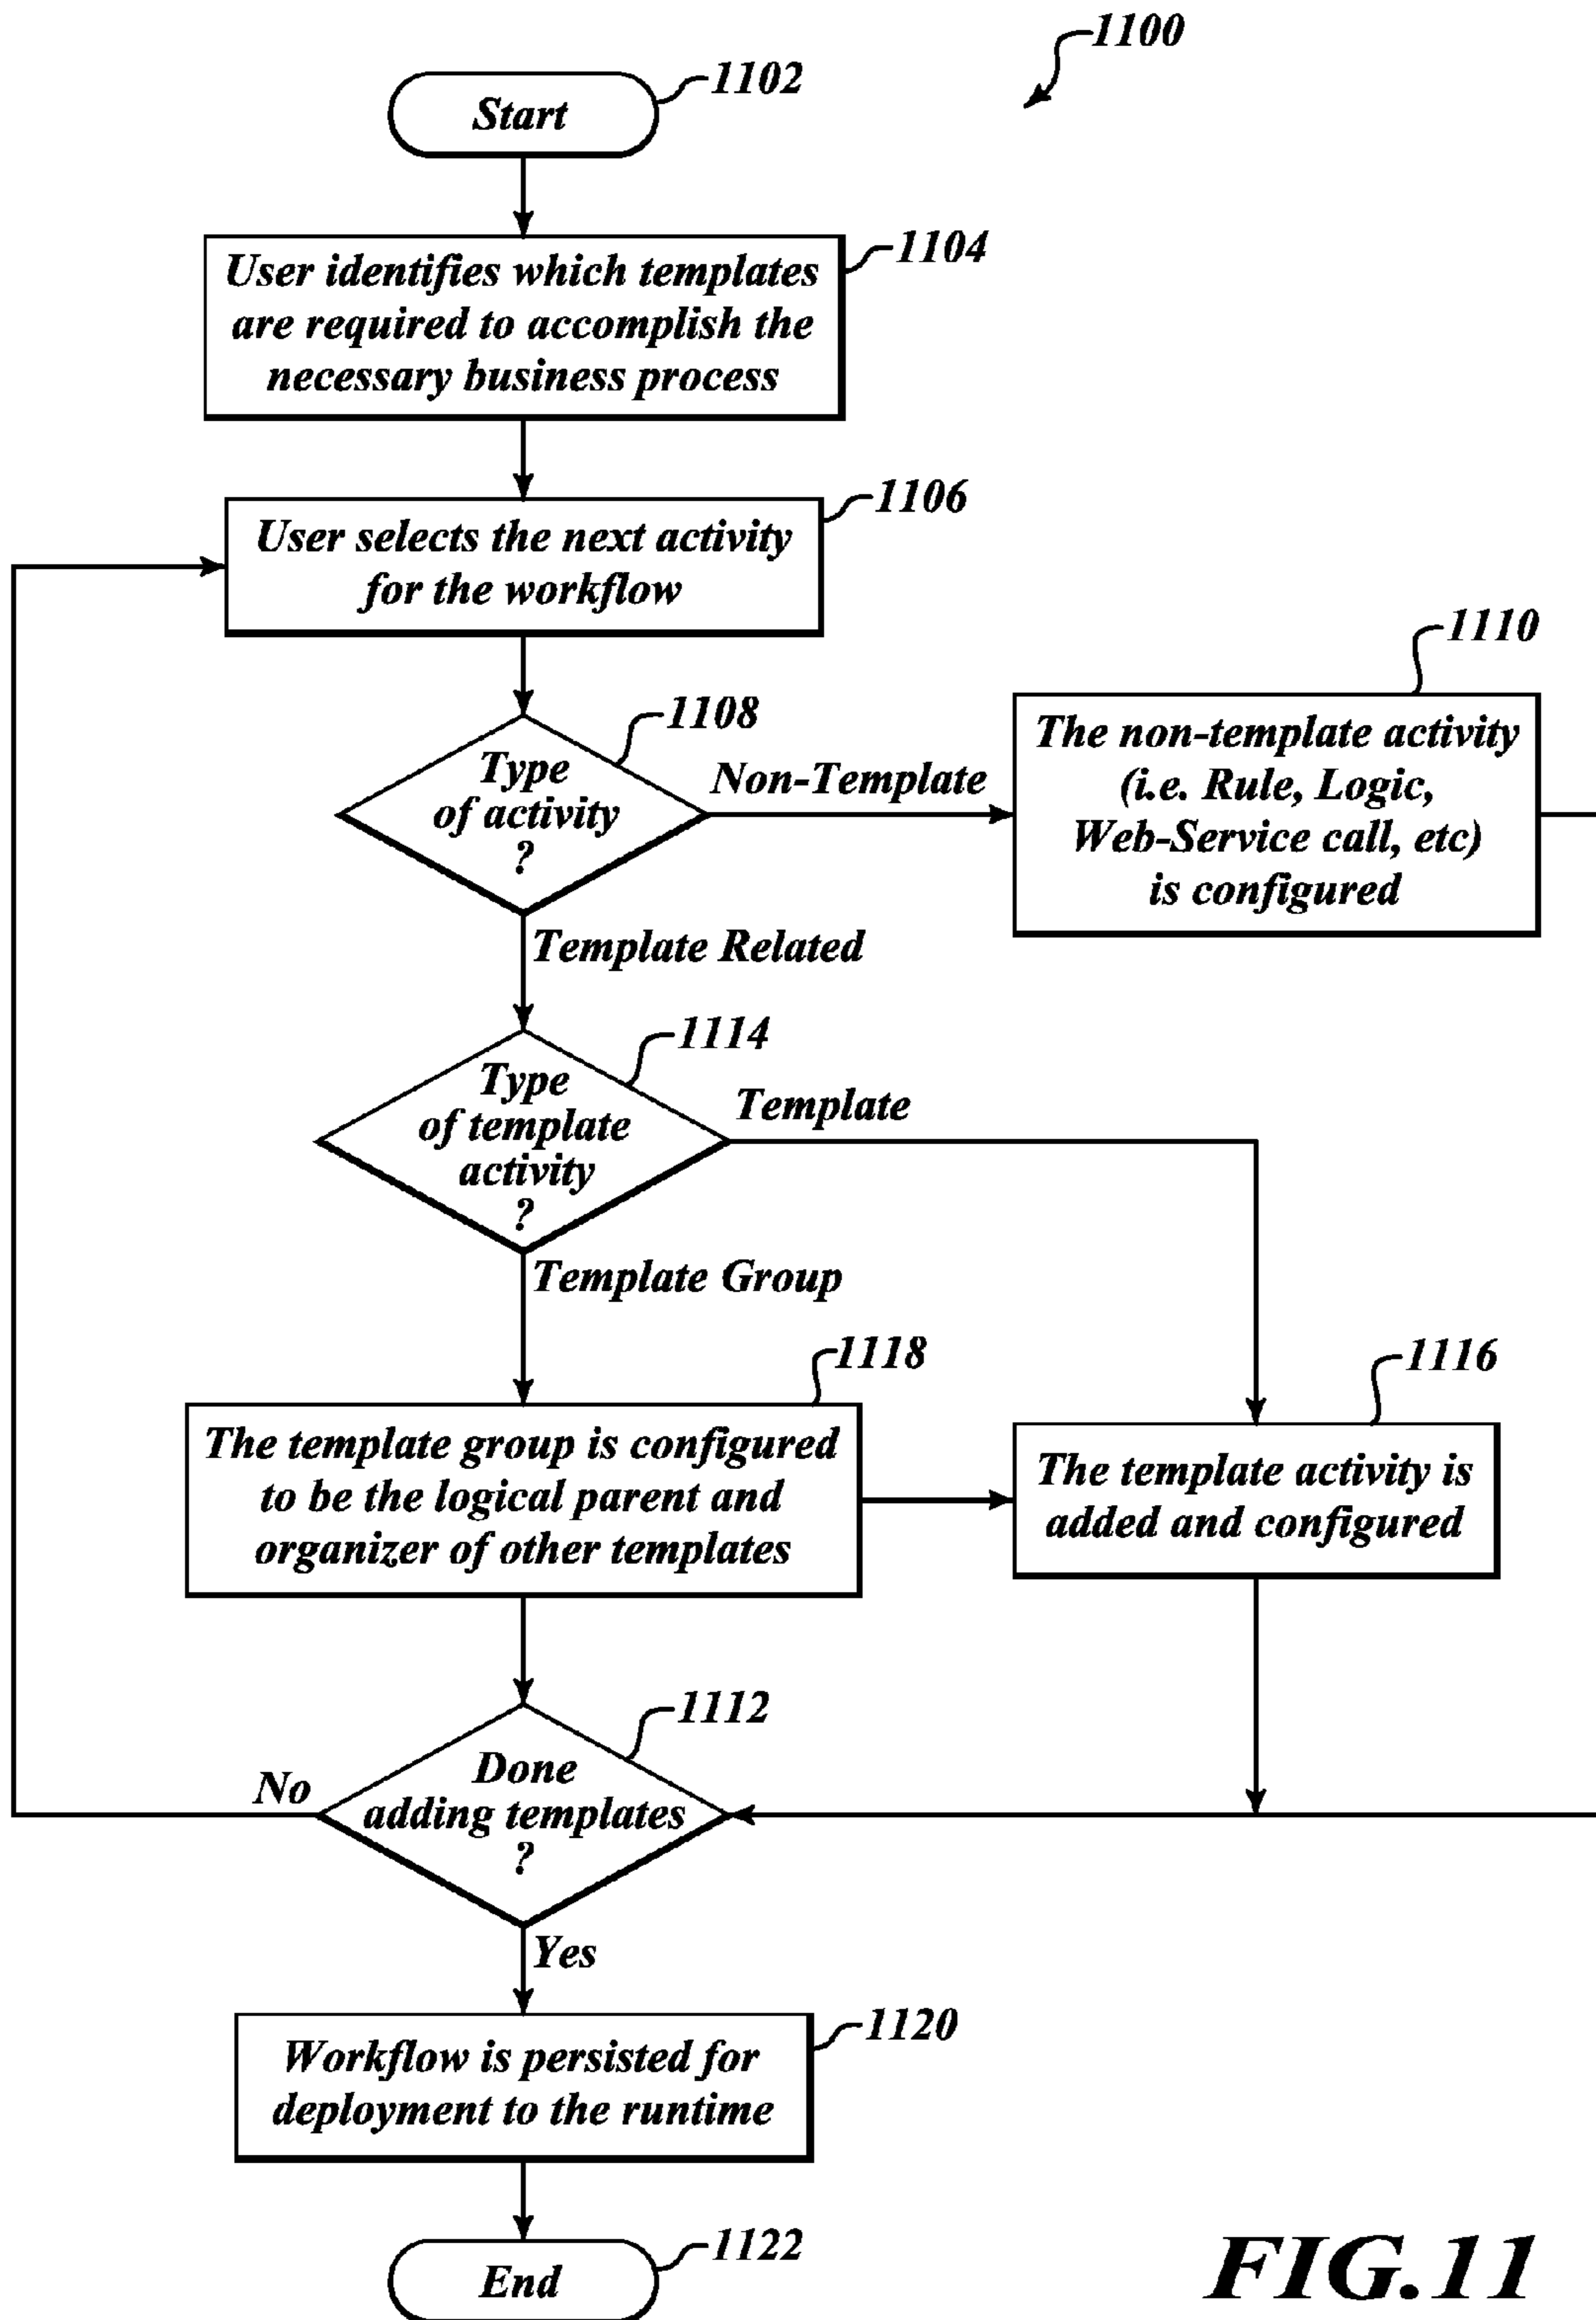 1100
1102
Start
1104
User identifies which templates
are required to accomplish the
necessary business process
1106
User selects the next activity
for the workflow
1108
Type
of activity
?
Non-Template
1110
The non-template activity
(i.e. Rule, Logic,
Web-Service call, etc)
is configured
Template Related
1114
Type
of template
activity
?
Template
Template Group
1118
The template group is configured
to be the logical parent and
organizer of other templates
1116
The template activity is
added and configured
1112
Done
adding templates
?
No
Yes
1120
Workflow is persisted for
deployment to the runtime
1122
End
FIG.11